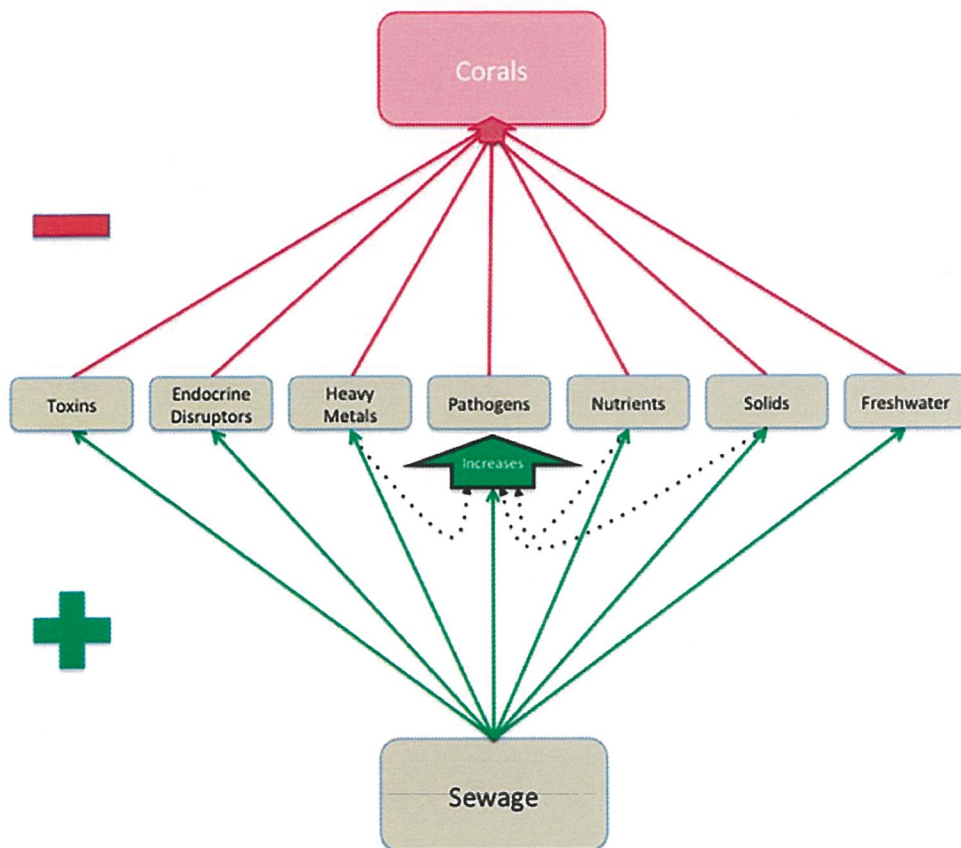 Corals
Toxins
Endocrine
Disruptors
Heavy
Metals
Pathogens
Nutrients
Solids
Freshwater
Increases
Sewage